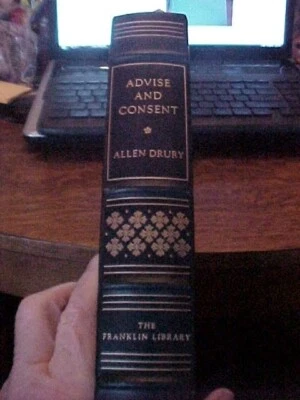 ADVISE
AND
CONSENT
ALLEN DRURY
THE
FRANKLIN LIBRARY